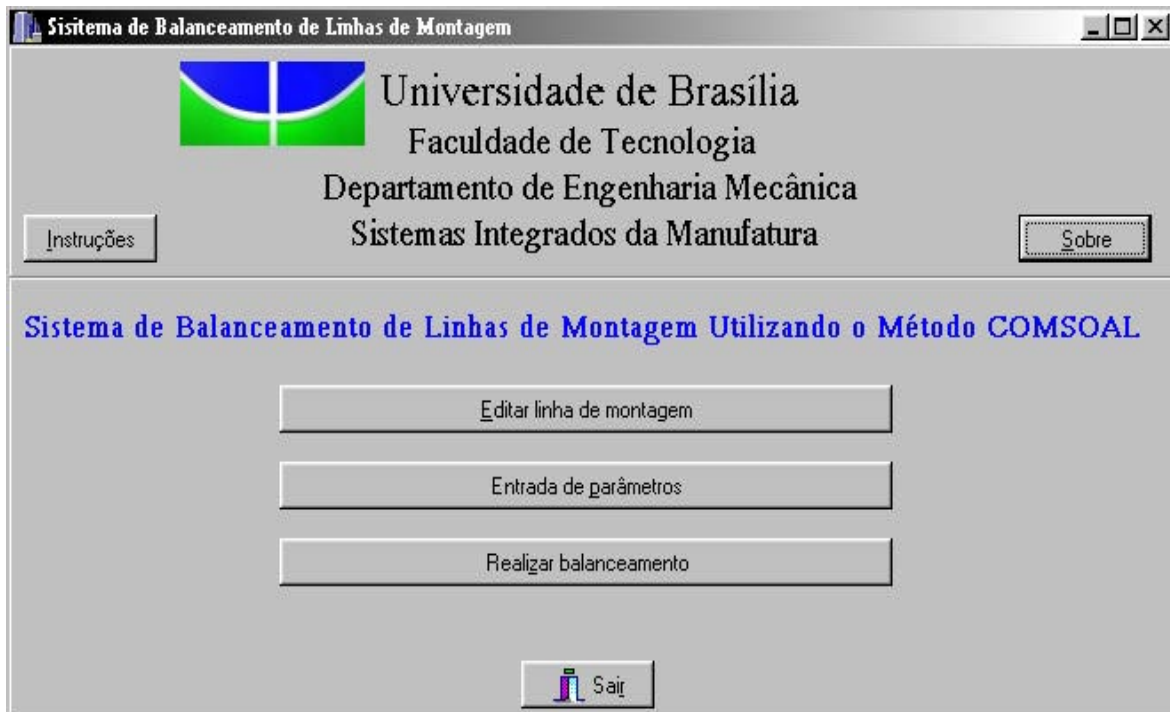 Sisitema de Balanceamento de Linhas de Montagem
Universidade de Brasília
Faculdade de Tecnologia
Departamento de Engenharia Mecânica
Sistemas Integrados da Manufatura
Instruções
Sobre
Sistema de Balanceamento de Linhas de Montagem Utilizando o Método COMSOAL
Editar linha de montagem
Entrada de parâmetros
Realizar balanceamento
Sair